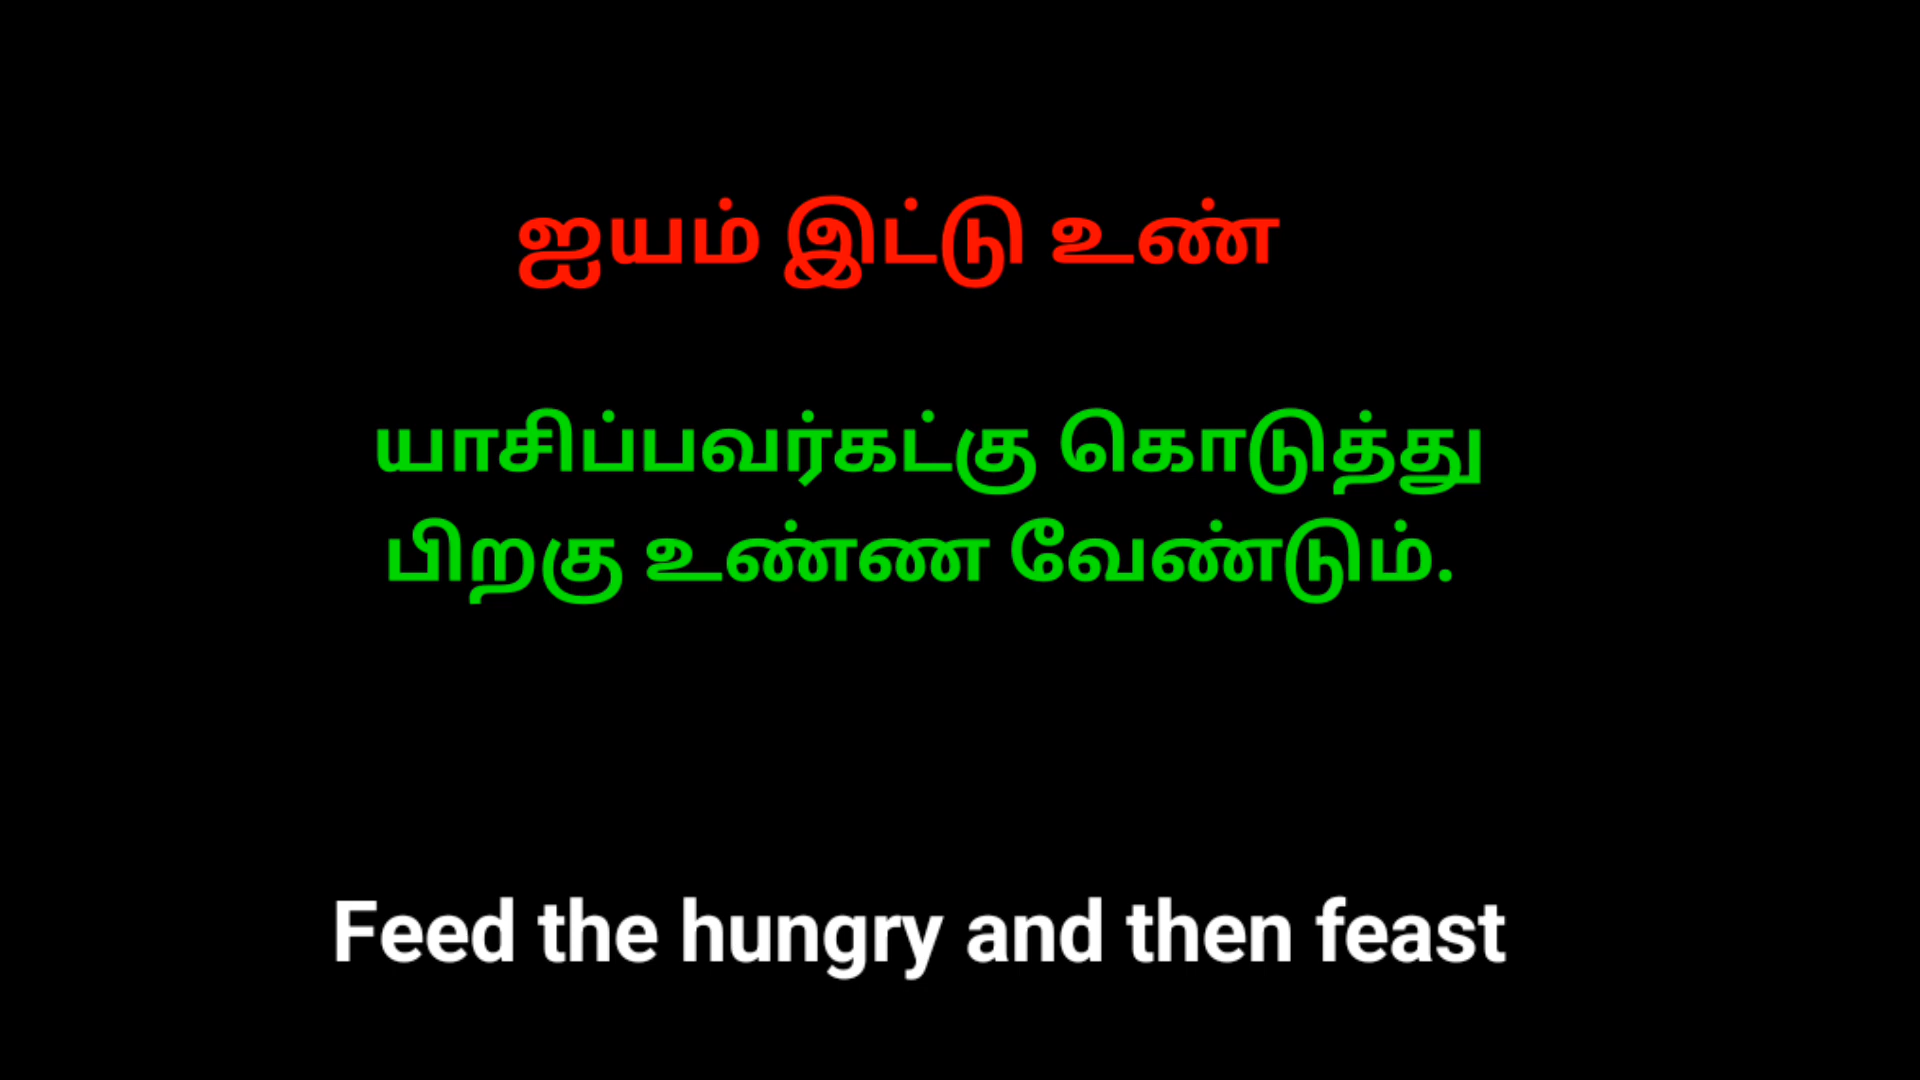 ஐயம் இட்டு உண்
யாசிப்பவர்கட்கு கொடுத்து
பிறகு உண்ண வேண்டும்.
Feed the hungry and then feast